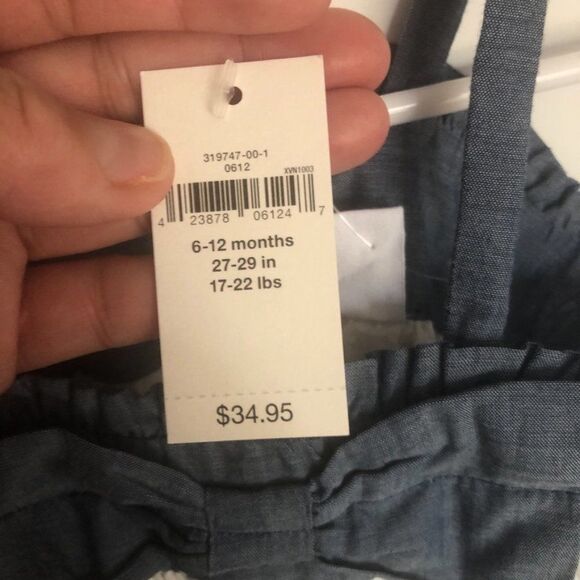 319747-00-1
0612
XVN1003
4 23878 06124 7
6-12 months
27-29 in
17-22 lbs
$34.95